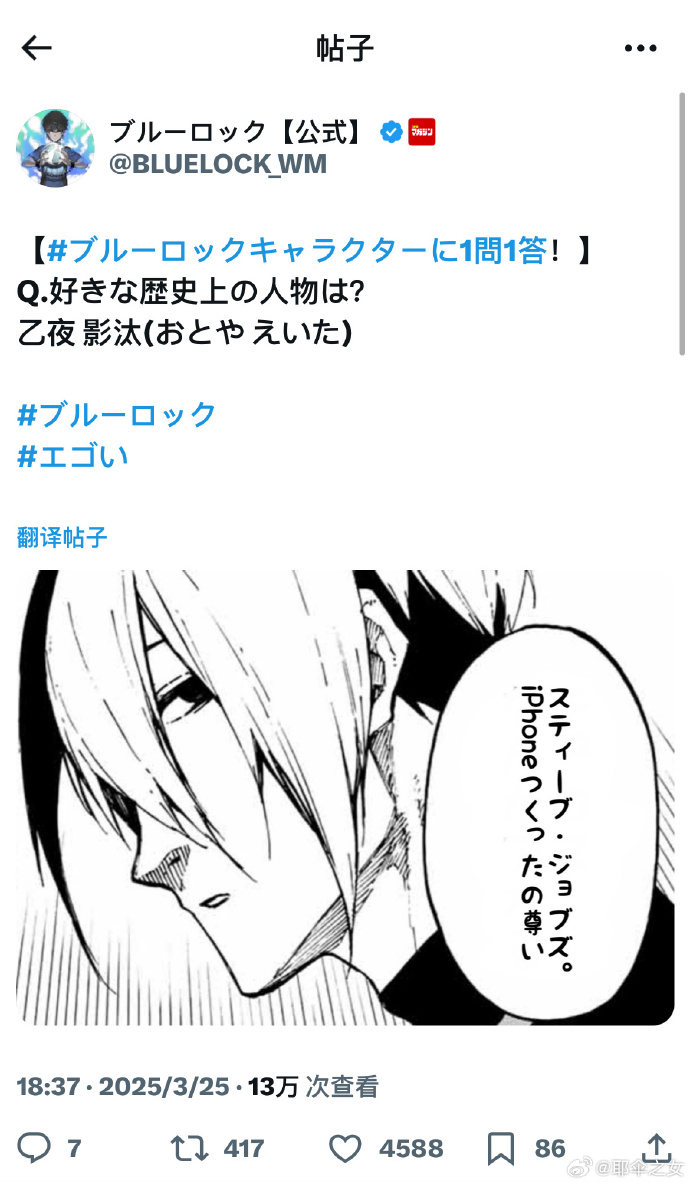 帖子
ブルーロック【公式】
マガジン
@BLUELOCK_WM
【#ブルーロックキャラクターに1問1答！】
Q.好きな歴史上の人物は?
乙夜 影汰(おとや えいた)
#ブルーロック
#エゴい
翻译帖子
スティーブ・ジョブズ。
iPhoneつくったの尊い
18:37 · 2025/3/25 · 13万 次查看
7 417 4588 86
@耶伞之女